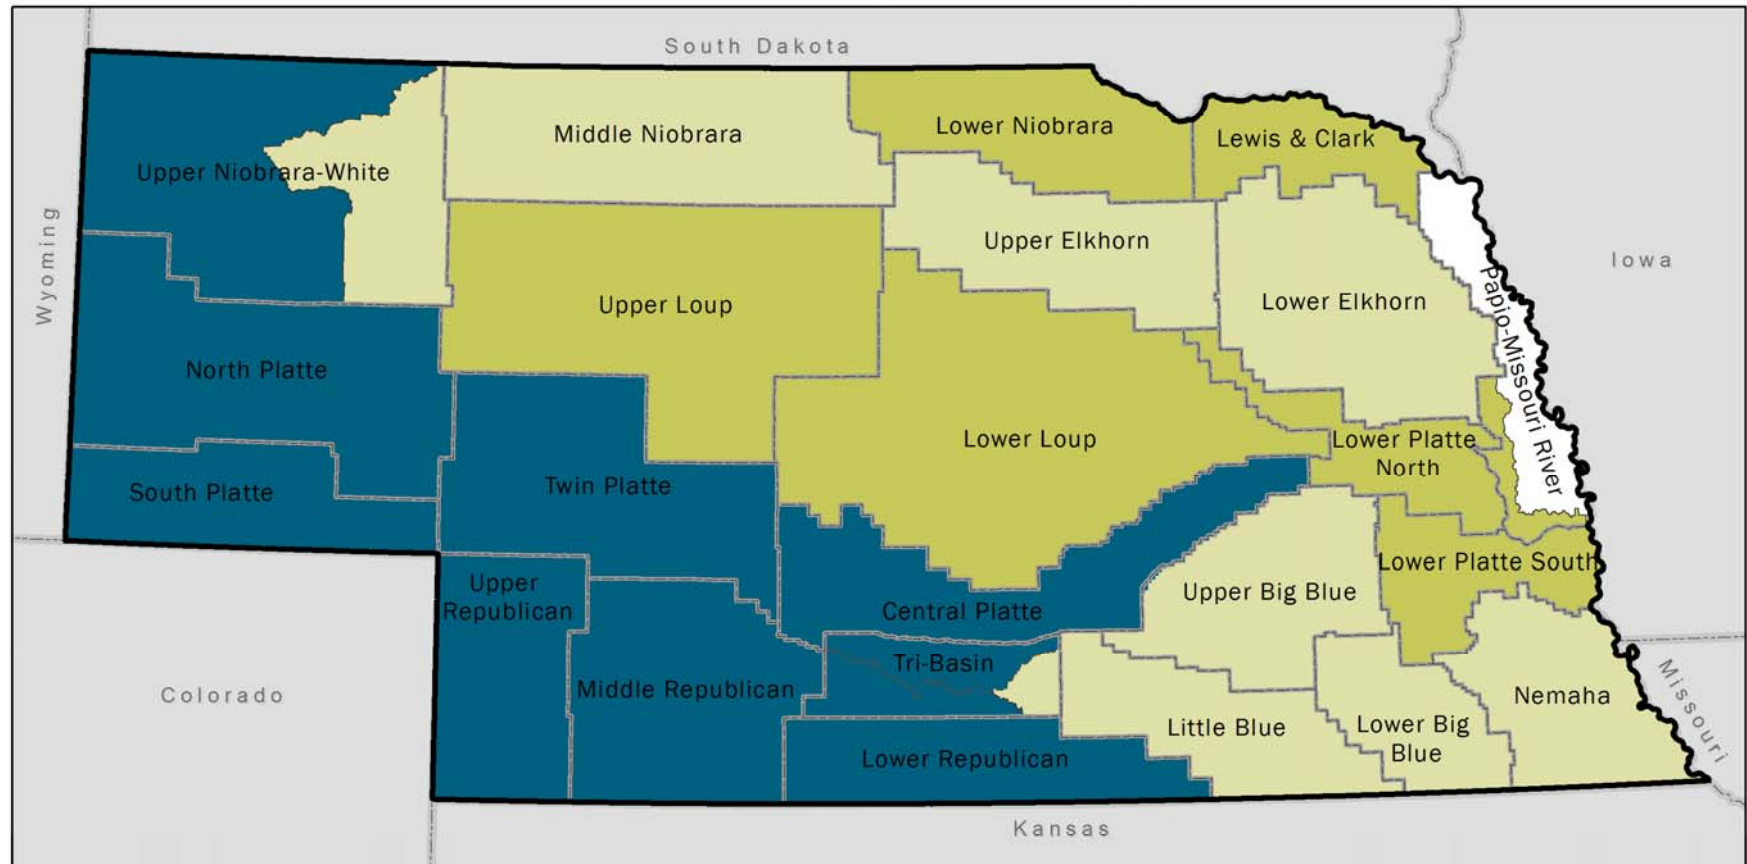 South Dakota
Lower Niobrara
Middle Niobrara
Lewis & Clark
Upper Niobrara-White
Wyoming
Upper Elkhorn
Iowa
Upper Loup
Lower Elkhorn
Papio-Missouri River
North Platte
Lower Loup
Lower Platte
North
South Platte
Twin Platte
Lower Platte South
Upper
Republican
Upper Big Blue
Central Platte
Tri-Basin
Colorado
Middle Republican
Nemaha
Missouri
Little Blue
Lower Big
Blue
Lower Republican
Kansas